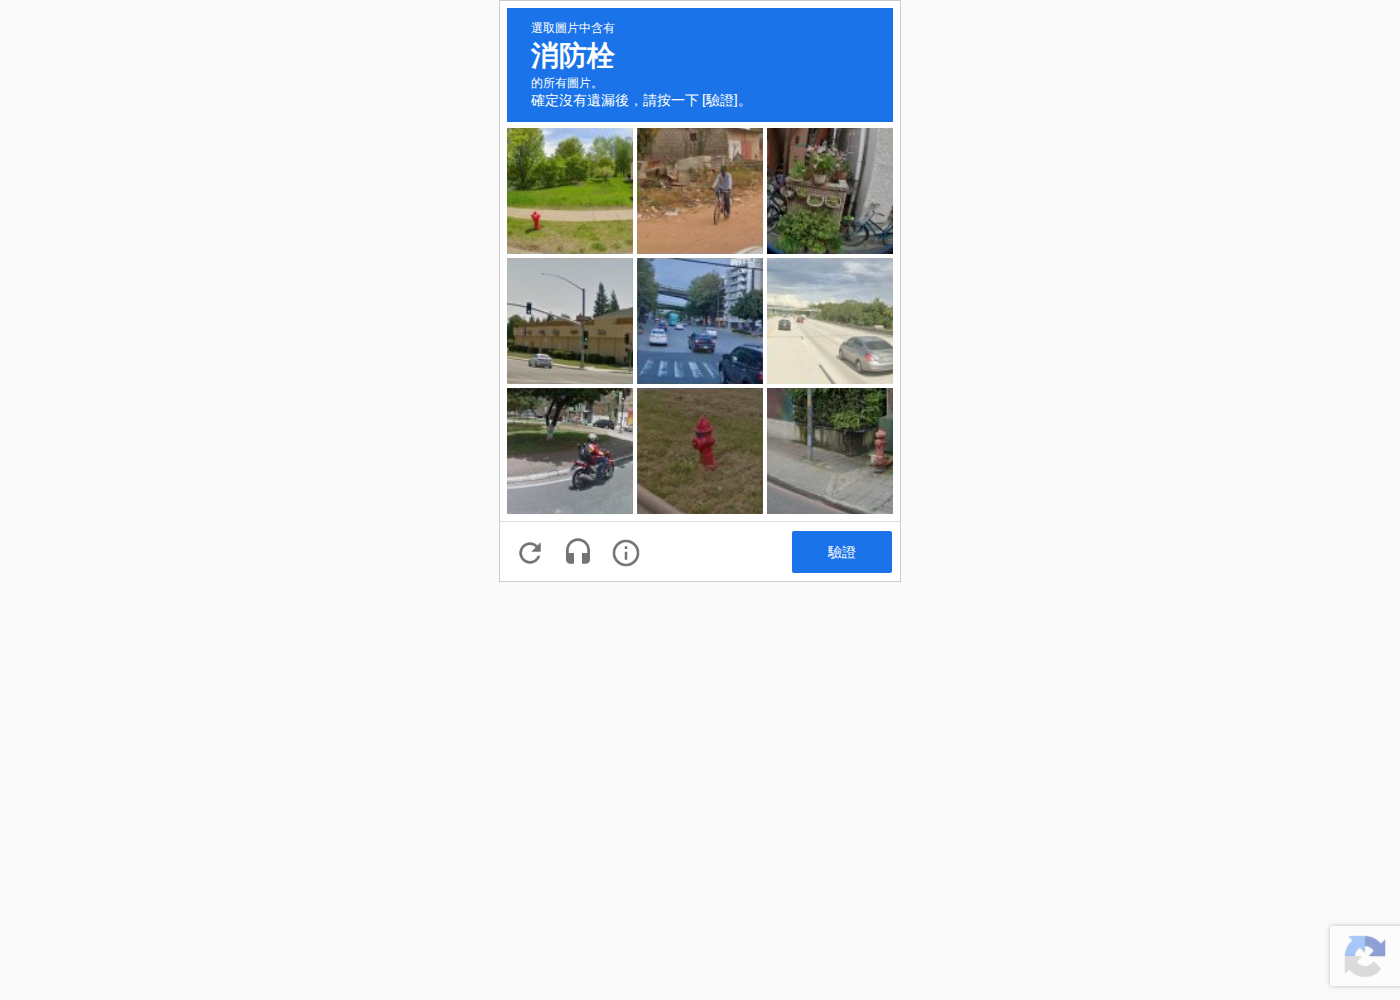 選取圖片中含有
消防栓
的所有圖片。
確定沒有遺漏後，請按一下 [驗證]。
驗證